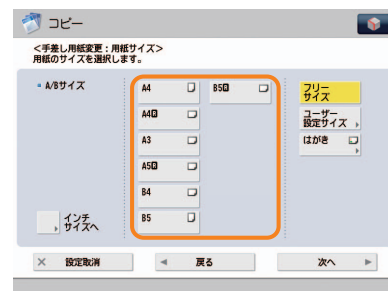 コピー
<手差し用紙変更：用紙サイズ>
用紙のサイズを選択します。
A/Bサイズ
A4
B5R
A4R
A3
A5R
B4
B5
フリー
サイズ
ユーザー
設定サイズ
はがき
インチ
サイズへ
× 設定取消
◀ 戻る
次へ ▶